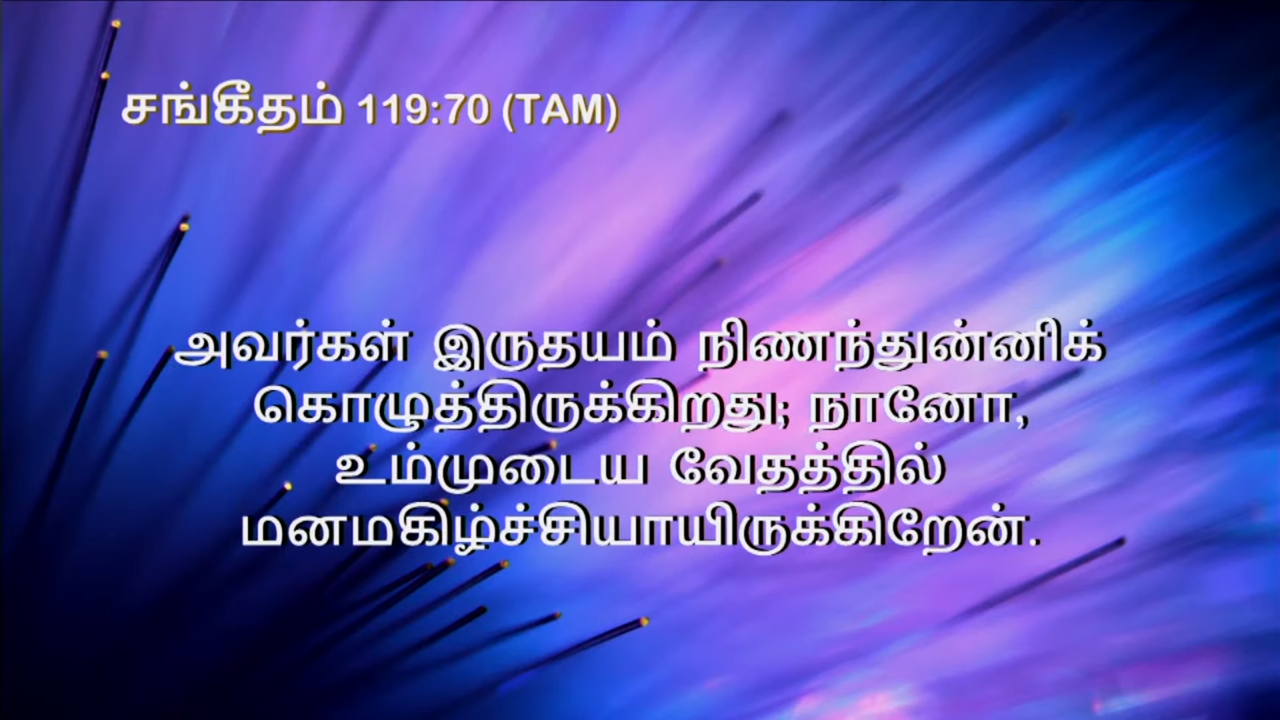 சங்கீதம் 119:70 (TAM)
அவர்கள் இருதயம் நிணந்துன்னிக்
கொழுத்திருக்கிறது; நானோ,
உம்முடைய வேதத்தில்
மனமகிழ்ச்சியாயிருக்கிறேன்.